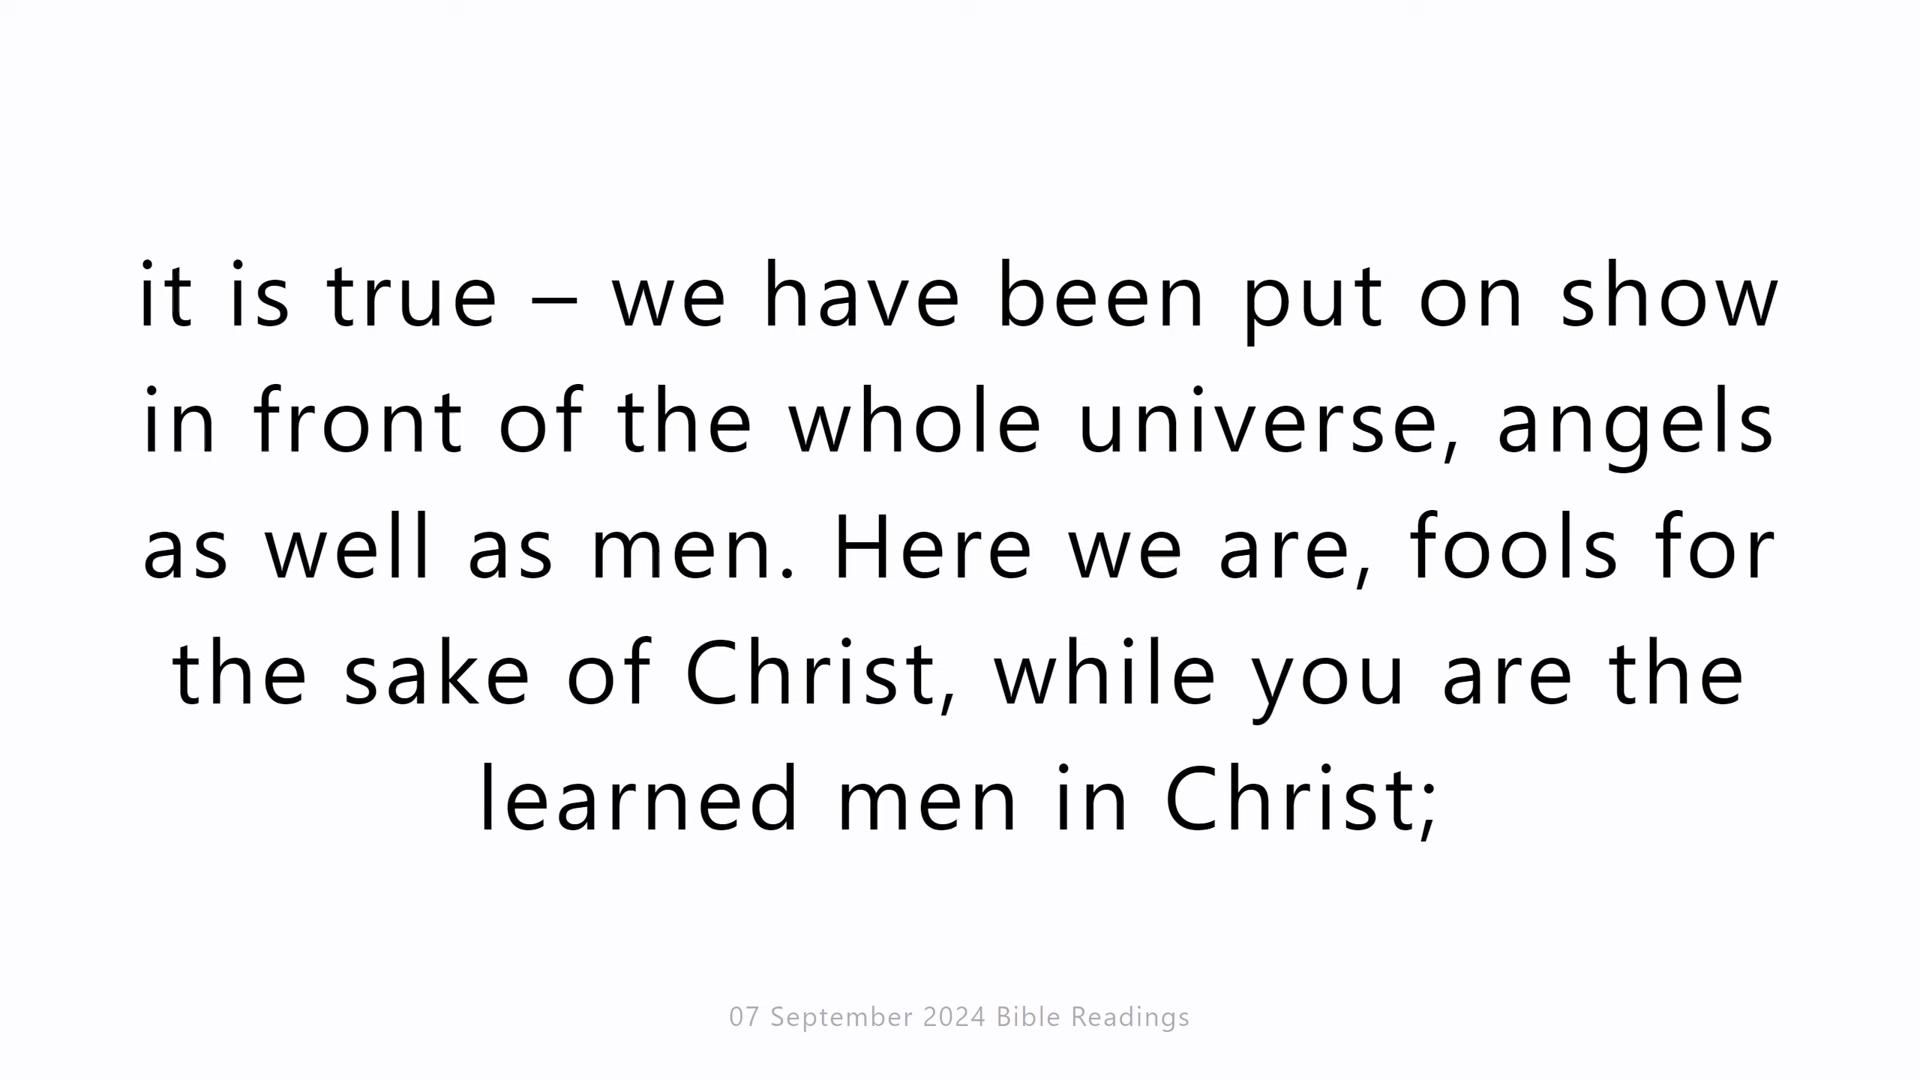 it is true – we have been put on show
in front of the whole universe, angels
as well as men. Here we are, fools for
the sake of Christ, while you are the
learned men in Christ;
07 September 2024 Bible Readings